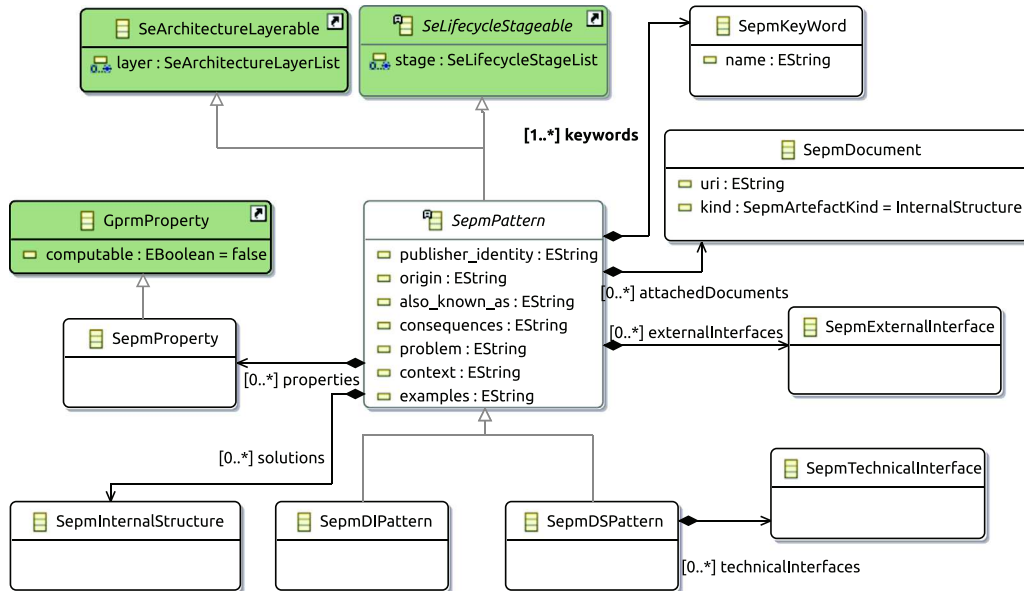 SeArchitectureLayerable
layer : SeArchitectureLayerList
SeLifecycleStageable
stage : SeLifecycleStageList
SepmKeyWord
name : EString
[1..*] keywords
SepmDocument
uri : EString
kind : SepmArtefactKind = InternalStructure
GprmProperty
computable : EBoolean = false
SepmPattern
publisher_identity : EString
origin : EString
also_known_as : EString
consequences : EString
problem : EString
context : EString
examples : EString
[0..*] attachedDocuments
[0..*] externalInterfaces
SepmExternalInterface
SepmProperty
[0..*] properties
[0..*] solutions
SepmTechnicalInterface
SepmInternalStructure
SepmDIPattern
SepmDSPattern
[0..*] technicalInterfaces